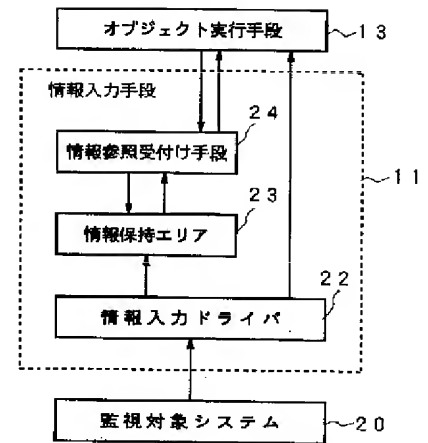 オブジェクト実行手段
13
情報入力手段
24
情報参照受付け手段
11
23
情報保持エリア
22
情報入力ドライバ
監視対象システム
20